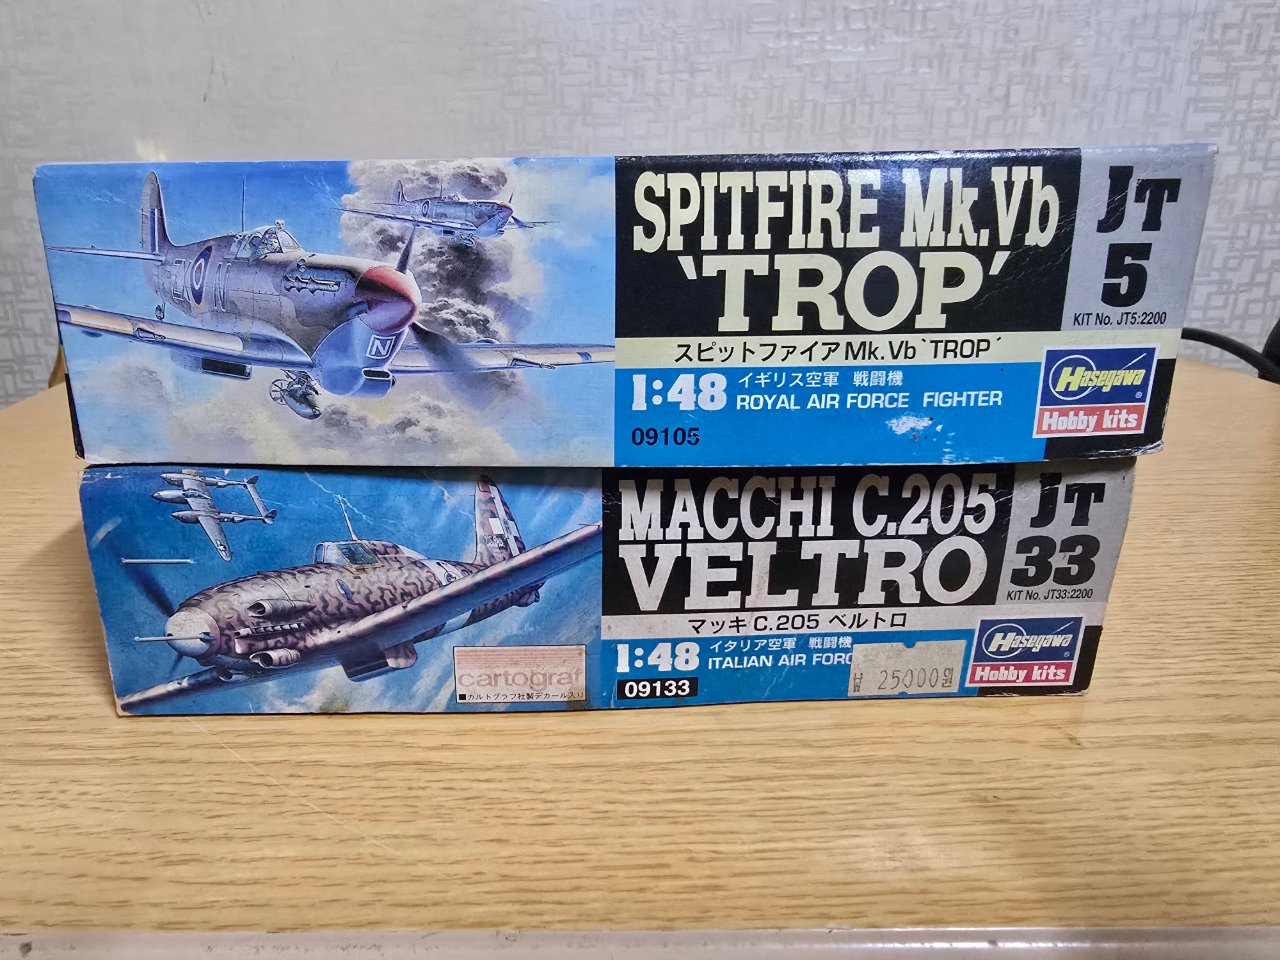 SPITFIRE Mk.Vb
`TROP´
スピットファイア Mk.Vb `TROP´
1:48 イギリス空軍 戦闘機
ROYAL AIR FORCE FIGHTER
09105
JT
5
KIT No. JT5:2200
Hasegawa
Hobby kits
ZX N
N
MACCHI C.205
VELTRO
マッキ C.205 ベルトロ
1:48 イタリア空軍 戦闘機
ITALIAN AIR FORC
09133
₩ 25000원
JT
33
KIT No. JT33:2200
Hasegawa
Hobby kits
cartograf
■カルトグラフ社製デカール入り